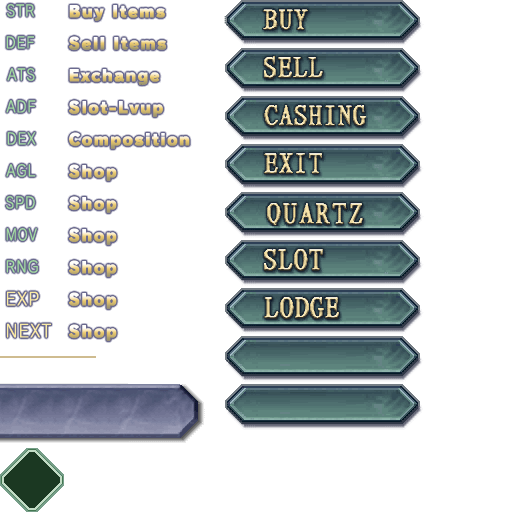 STR Buy Items
DEF Sell Items
ATS Exchange
ADF Slot-Lvup
DEX Composition
AGL Shop
SPD Shop
MOV Shop
RNG Shop
EXP Shop
NEXT Shop
BUY
SELL
CASHING
EXIT
QUARTZ
SLOT
LODGE